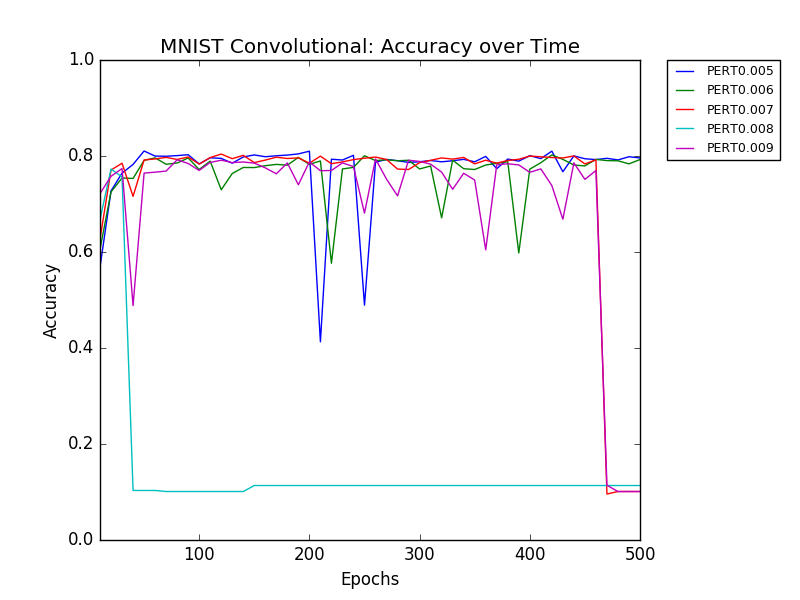 MNIST Convolutional: Accuracy over Time
1.0
0.8
0.6
0.4
0.2
0.0
Accuracy
100 200 300 400 500
Epochs
PERT0.005
PERT0.006
PERT0.007
PERT0.008
PERT0.009